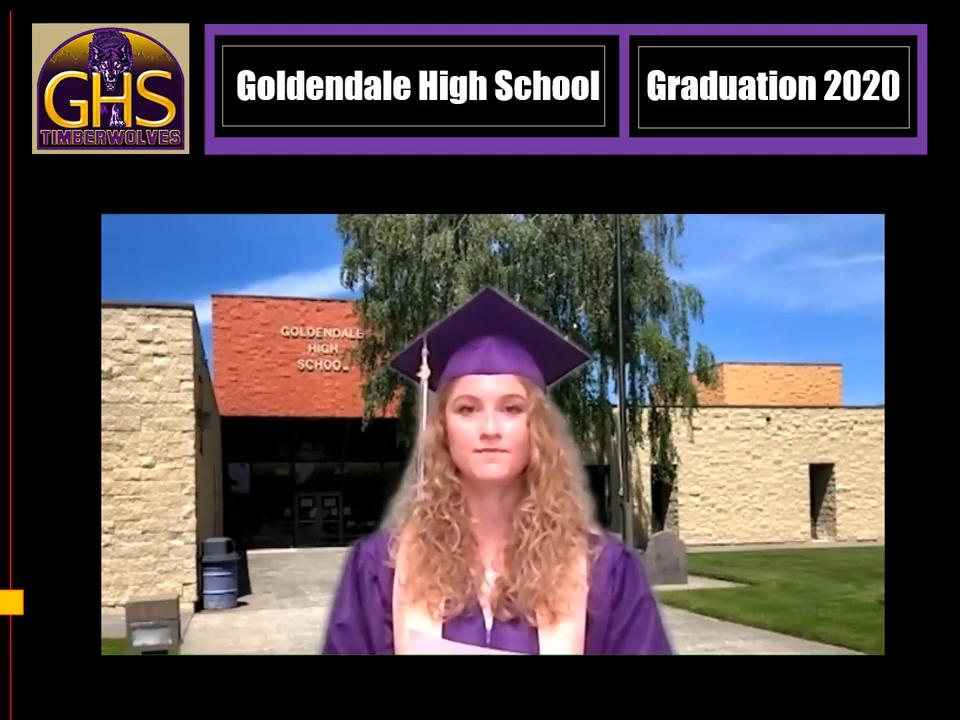 GHS
TIMBERWOLVES
Goldendale High School
Graduation 2020
GOLDENDALE
HIGH
SCHOOL